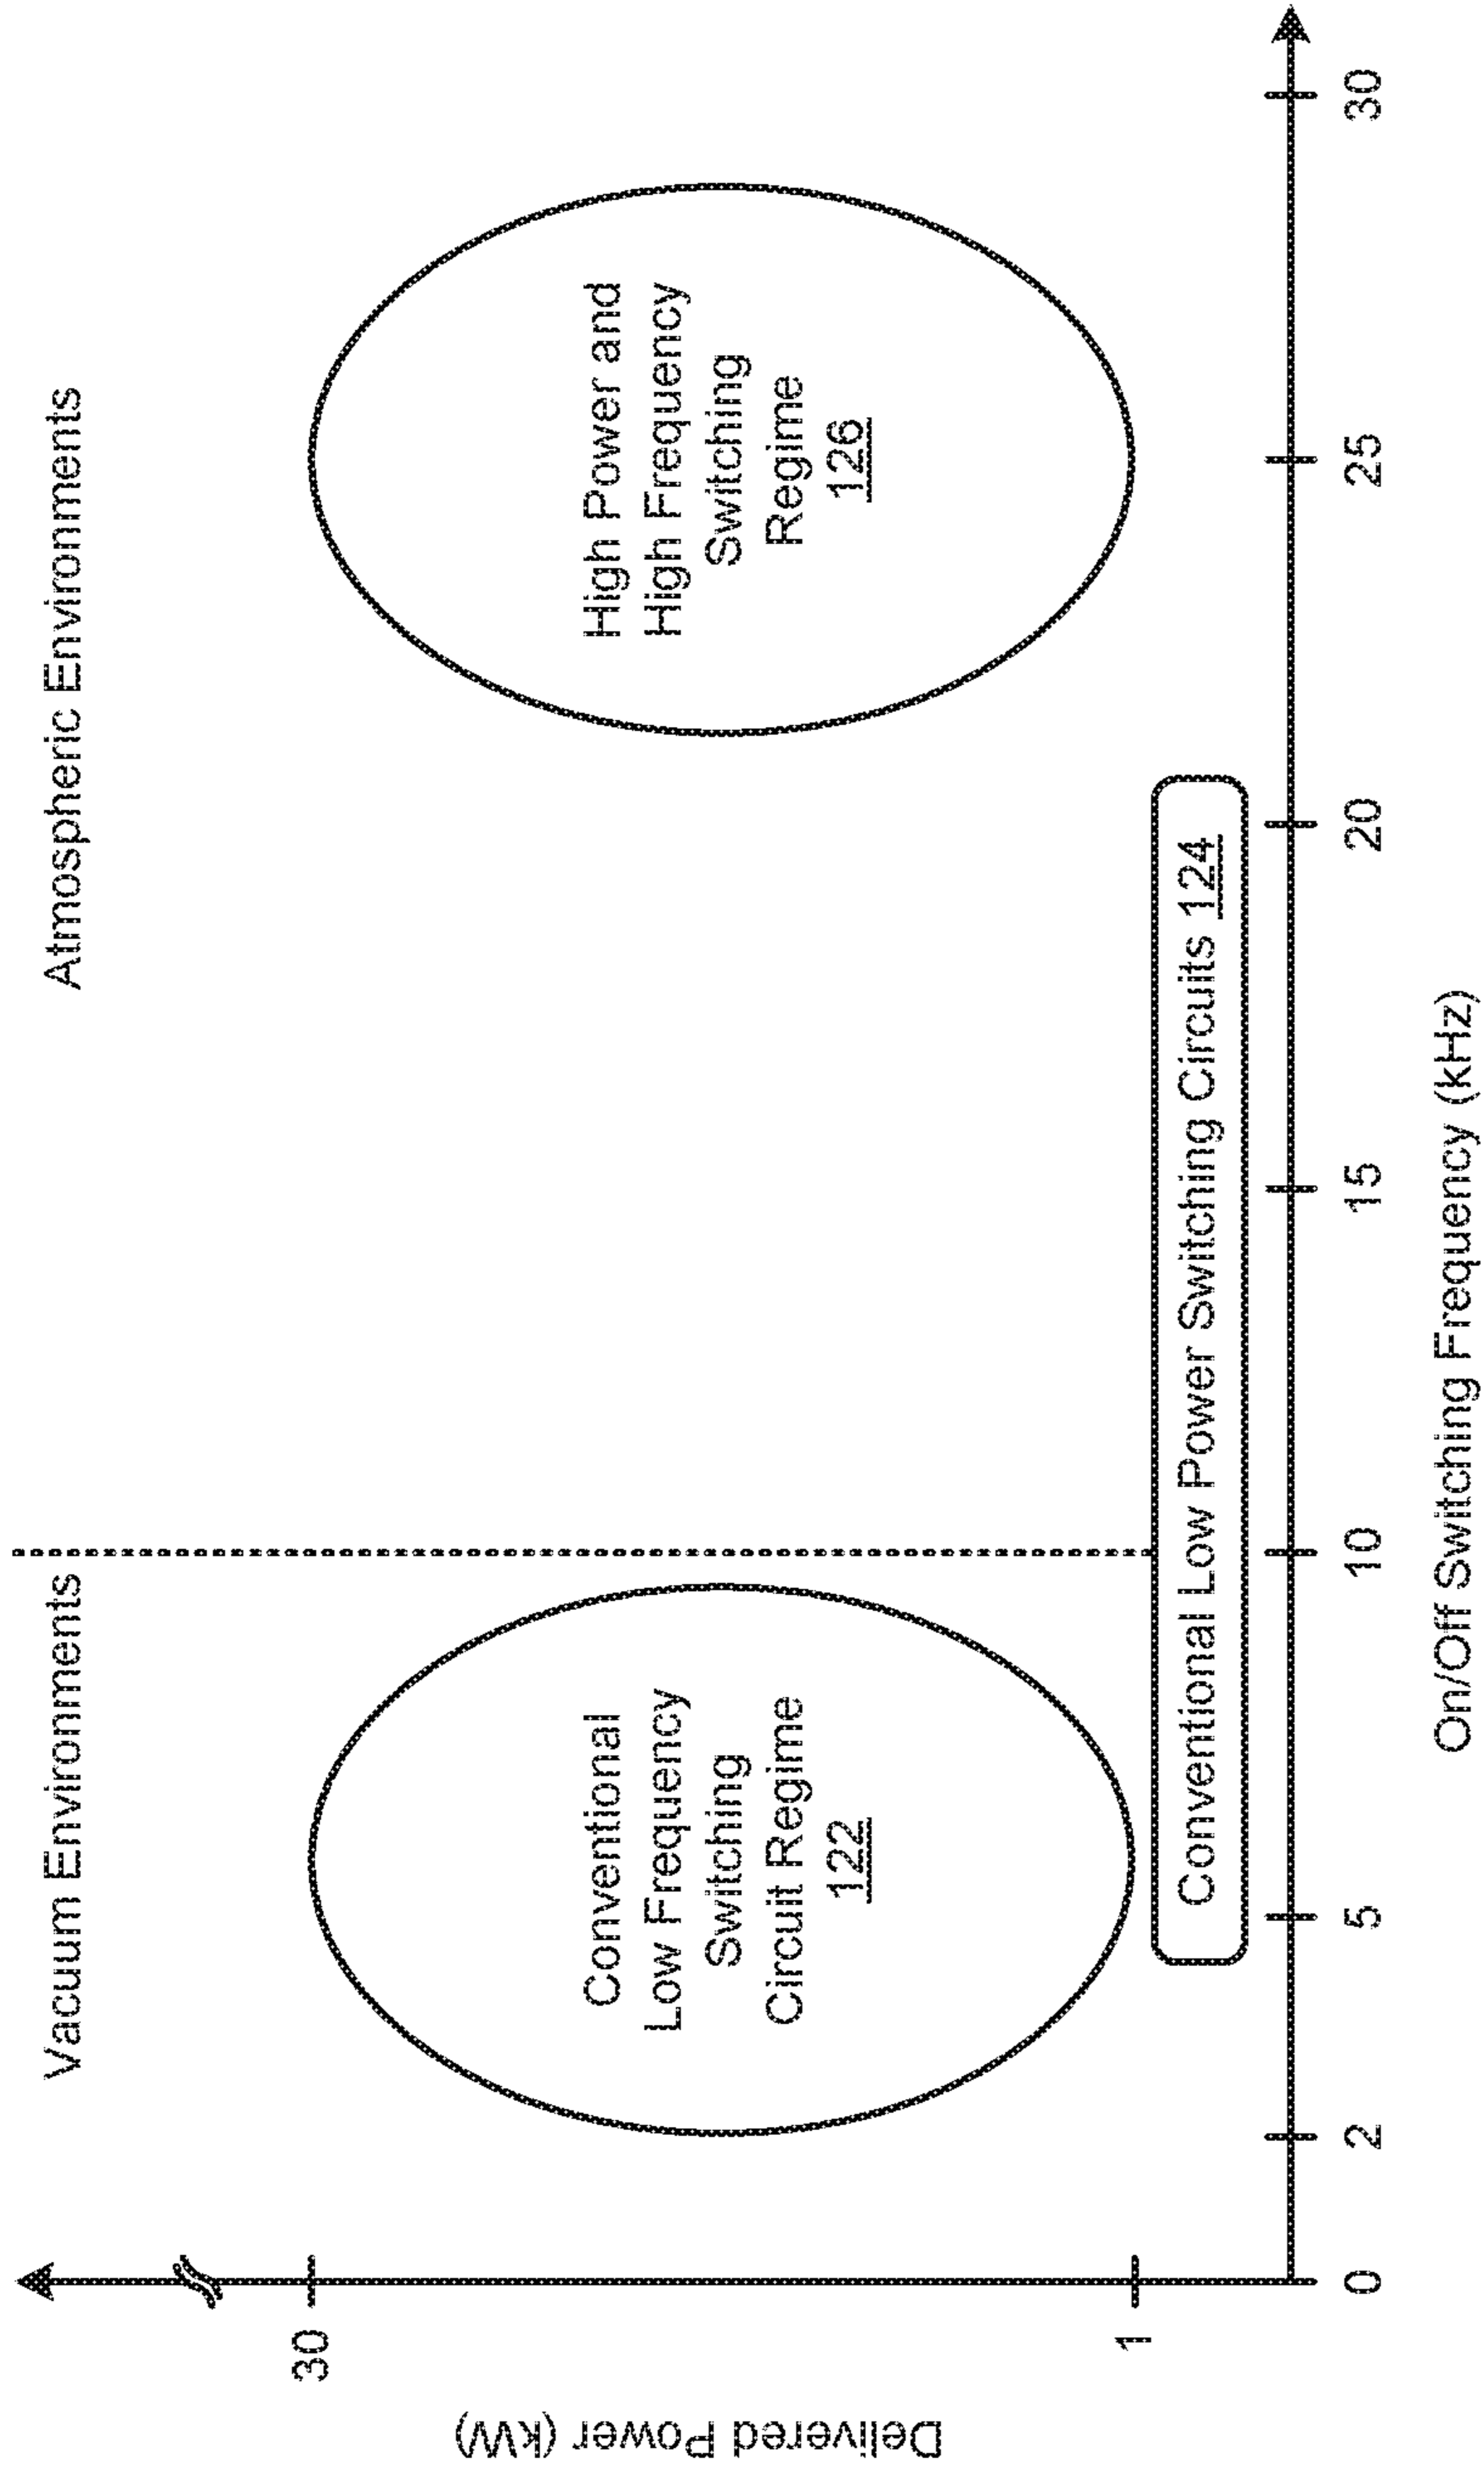 Vacuum Environments
Atmospheric Environments
Delivered Power (kW)
30
1
Conventional
Low Frequency
Switching
Circuit Regime
122
High Power and
High Frequency
Switching
Regime
126
Conventional Low Power Switching Circuits 124
0
2
5
10
15
20
25
30
On/Off Switching Frequency (kHz)